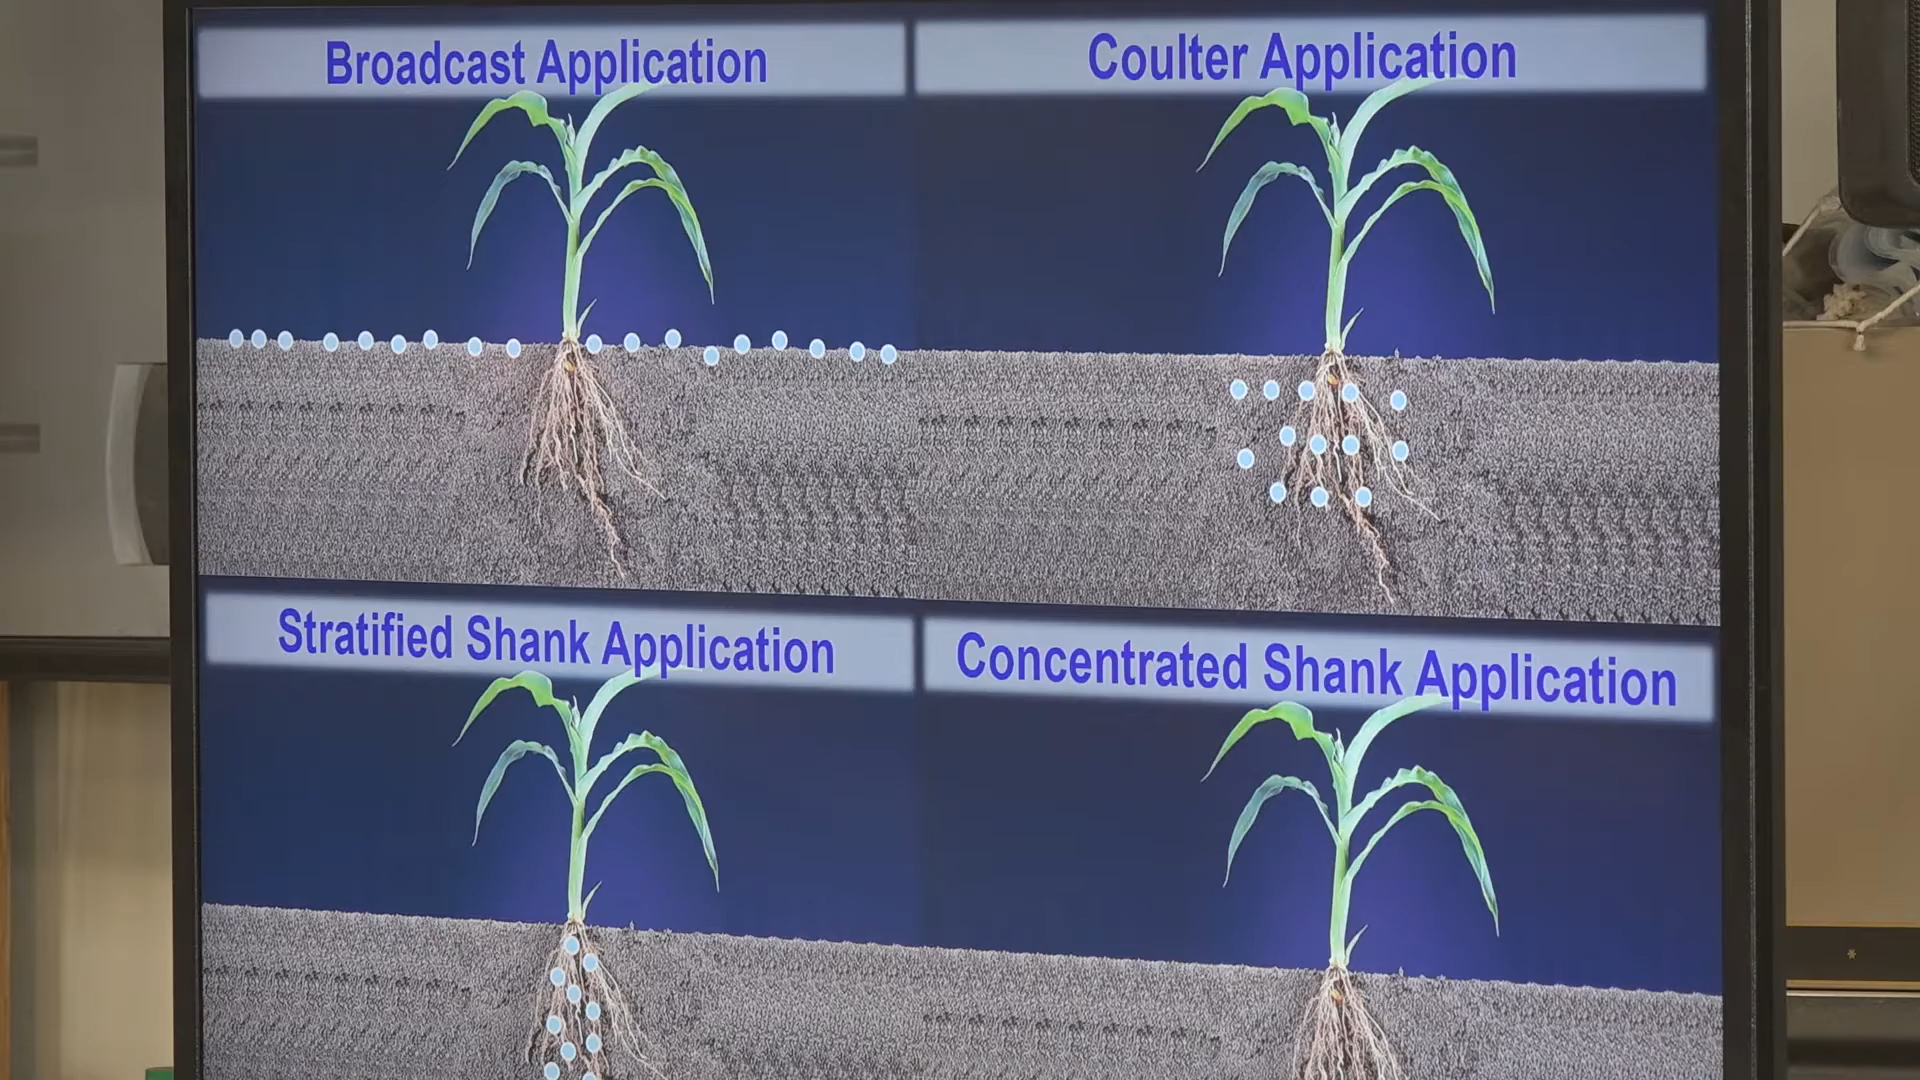 Broadcast Application
Coulter Application
Stratified Shank Application
Concentrated Shank Application